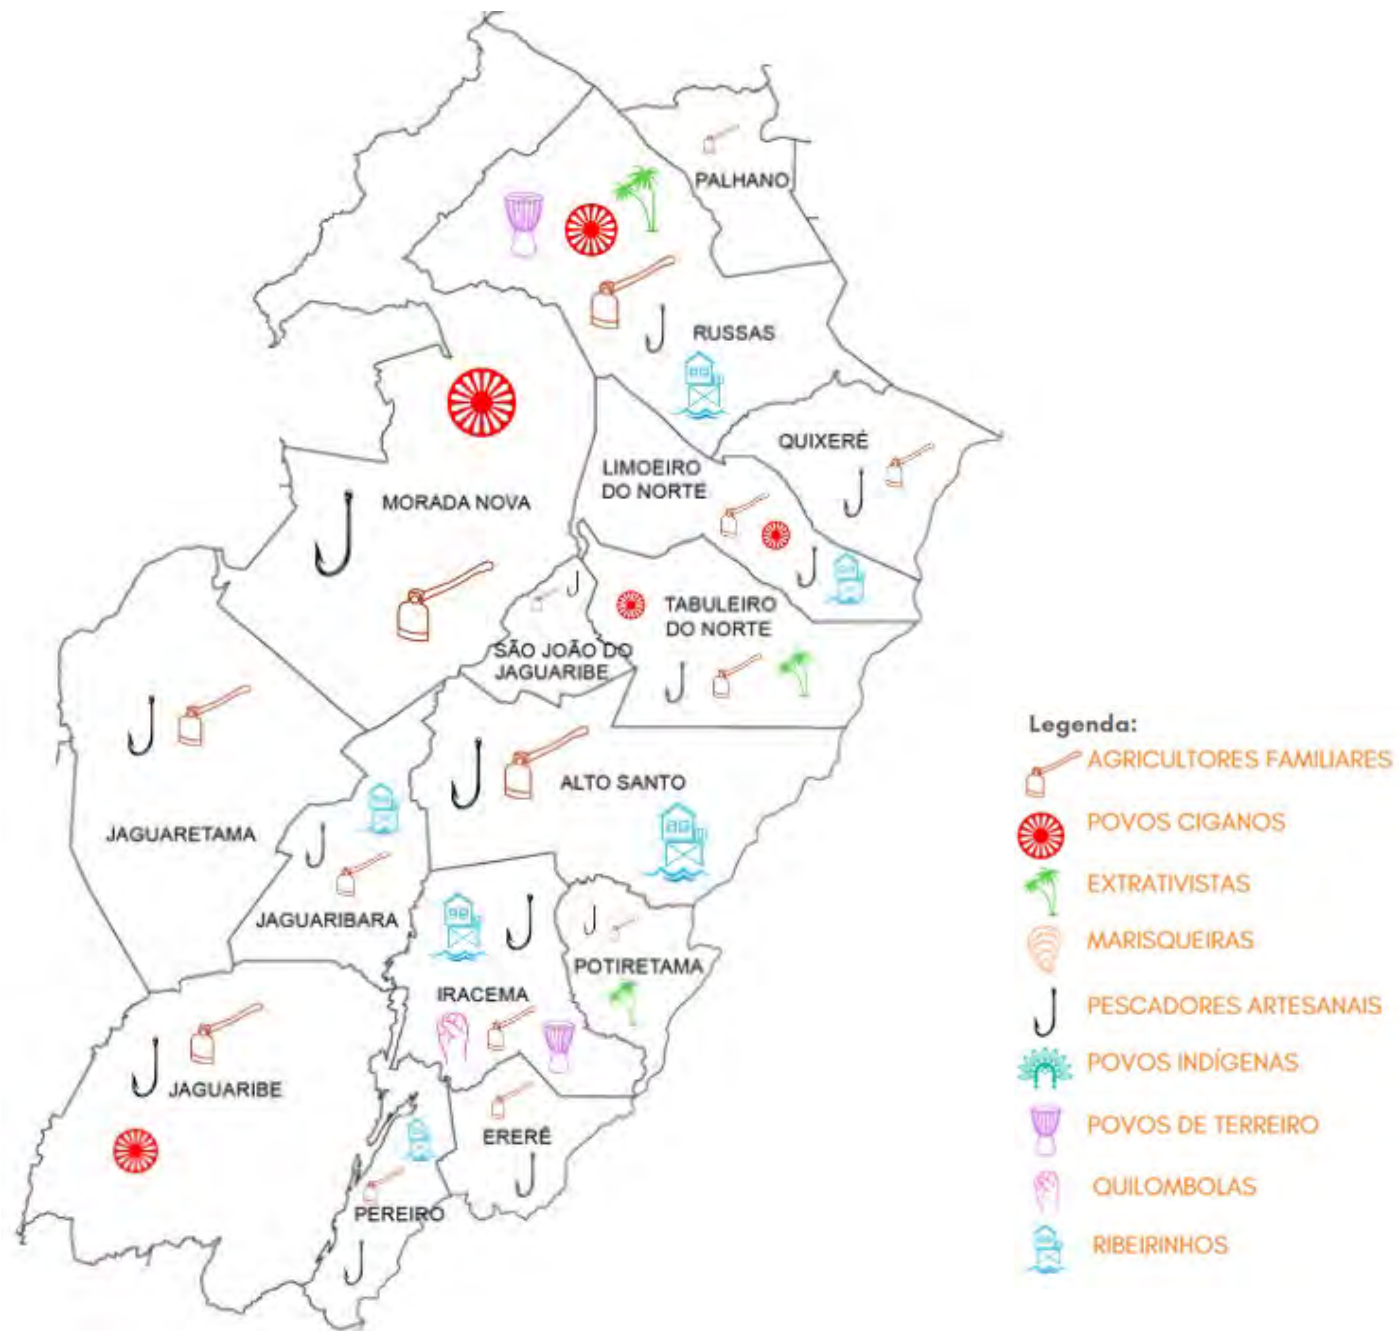 PALHANO
RUSSAS
QUIXERÉ
LIMOEIRO
DO NORTE
MORADA NOVA
TABULEIRO
DO NORTE
SÃO JOÃO DO
JAGUARIBE
ALTO SANTO
JAGUARETAMA
JAGUARIBARA
POTIRETAMA
IRACEMA
JAGUARIBE
ERERÊ
PEREIRO
Legenda:
AGRICULTORES FAMILIARES
POVOS CIGANOS
EXTRATIVISTAS
MARISQUEIRAS
PESCADORES ARTESANAIS
POVOS INDÍGENAS
POVOS DE TERREIRO
QUILOMBOLAS
RIBEIRINHOS